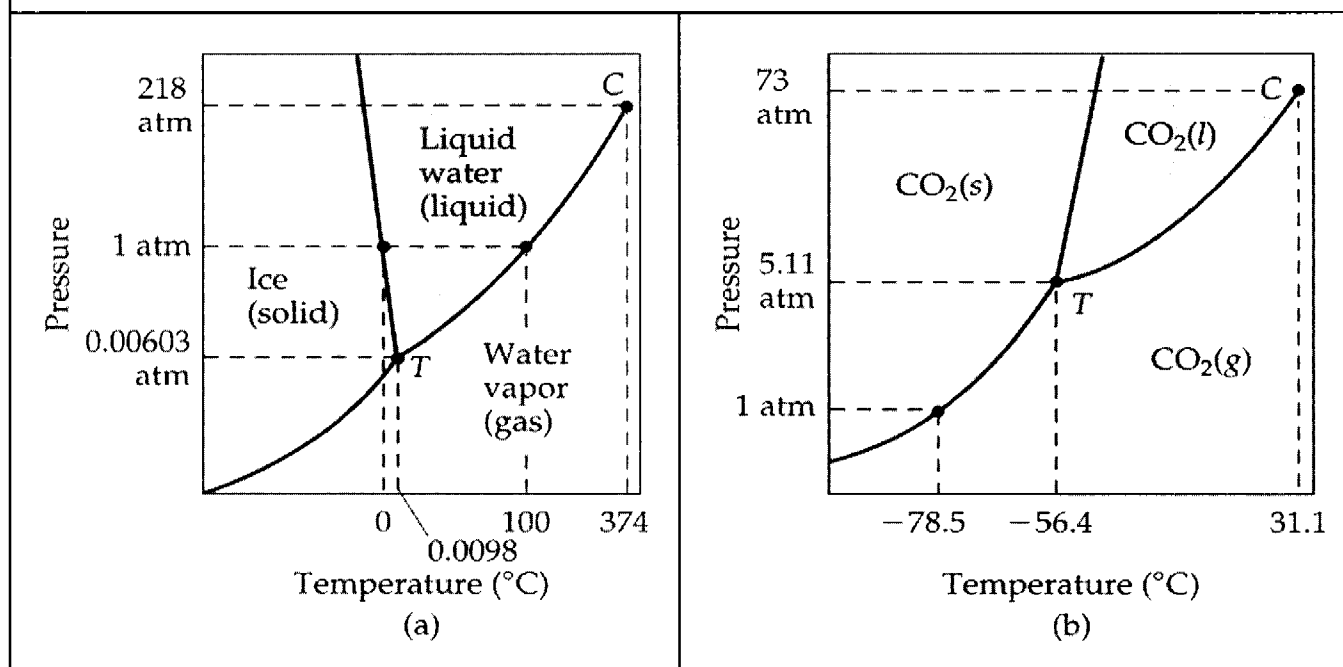 218
atm
C
Liquid
water
(liquid)
1 atm
Ice
(solid)
0.00603
atm
T
Water
vapor
(gas)
Pressure
0
100
374
0.0098
Temperature (°C)
(a)
73
atm
C
CO₂(l)
CO₂(s)
5.11
atm
T
CO₂(g)
1 atm
Pressure
−78.5
−56.4
31.1
Temperature (°C)
(b)